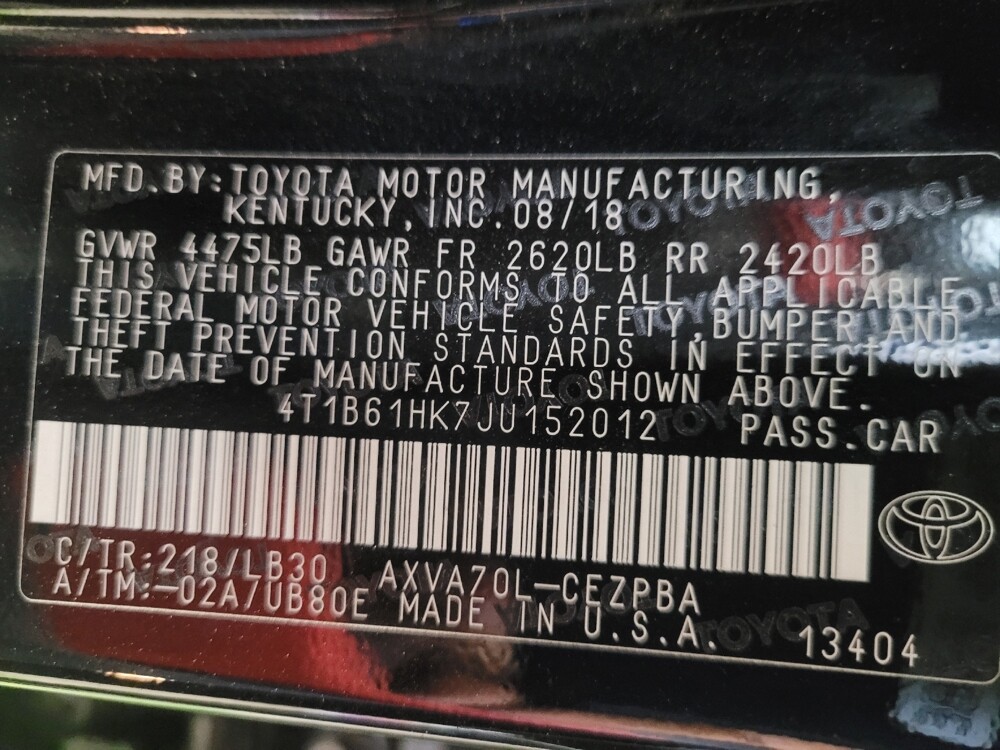 MFD.BY:TOYOTA MOTOR MANUFACTURING,
KENTUCKY, INC.08/18
GVWR 4475LB GAWR FR 2620LB RR 2420LB
THIS VEHICLE CONFORMS TO ALL APPLICABLE
FEDERAL MOTOR VEHICLE SAFETY,BUMPER,AND
THEFT PREVENTION STANDARDS IN EFFECT ON
THE DATE OF MANUFACTURE SHOWN ABOVE.
4T1B61HK7JU152012 PASS.CAR
C/TR:218/LB30 AXVA70L-CEZPBA
A/TM:-02A/UB80E MADE IN U.S.A. 13404